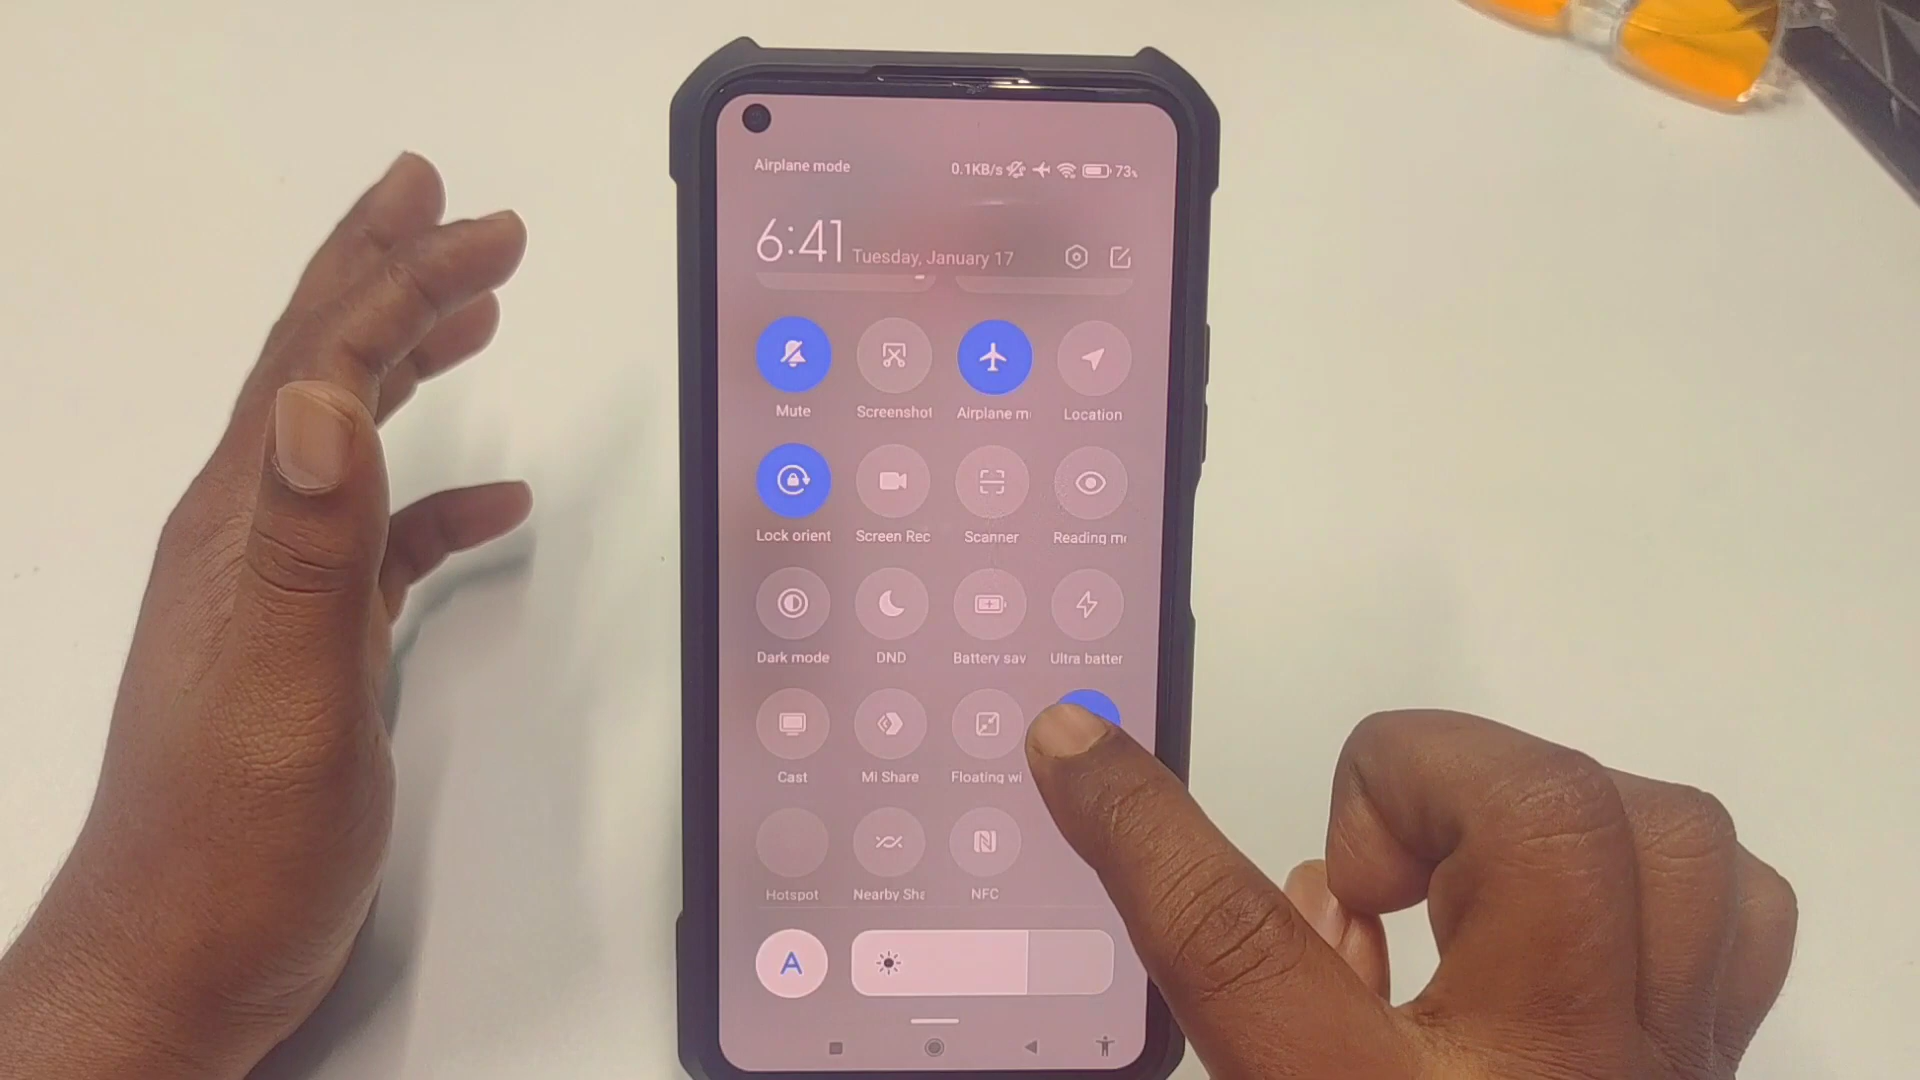 Airplane mode 0.1KB/s 73%
6:41 Tuesday, January 17
Mute Screenshot Airplane m
Location
Lock orient Screen Rec Scanner Reading m
Dark mode DND Battery sav Ultra batter
Cast Mi Share Floating wi
Hotspot Nearby Sha NFC
A